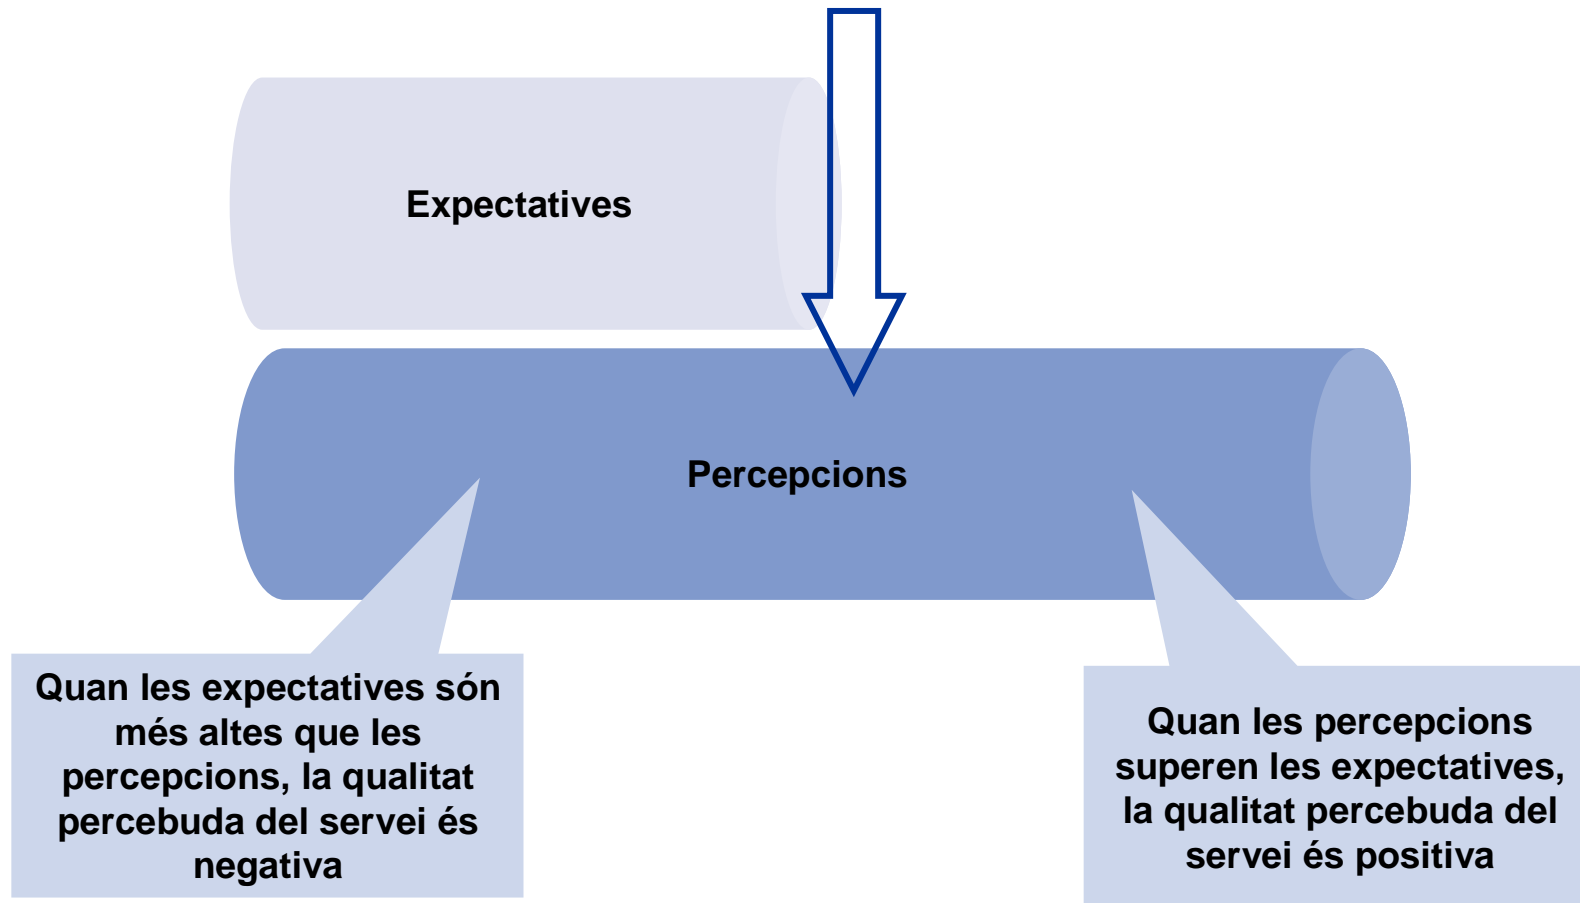 Expectatives
Percepcions
Quan les expectatives són
més altes que les
percepcions, la qualitat
percebuda del servei és
negativa
Quan les percepcions
superen les expectatives,
la qualitat percebuda del
servei és positiva